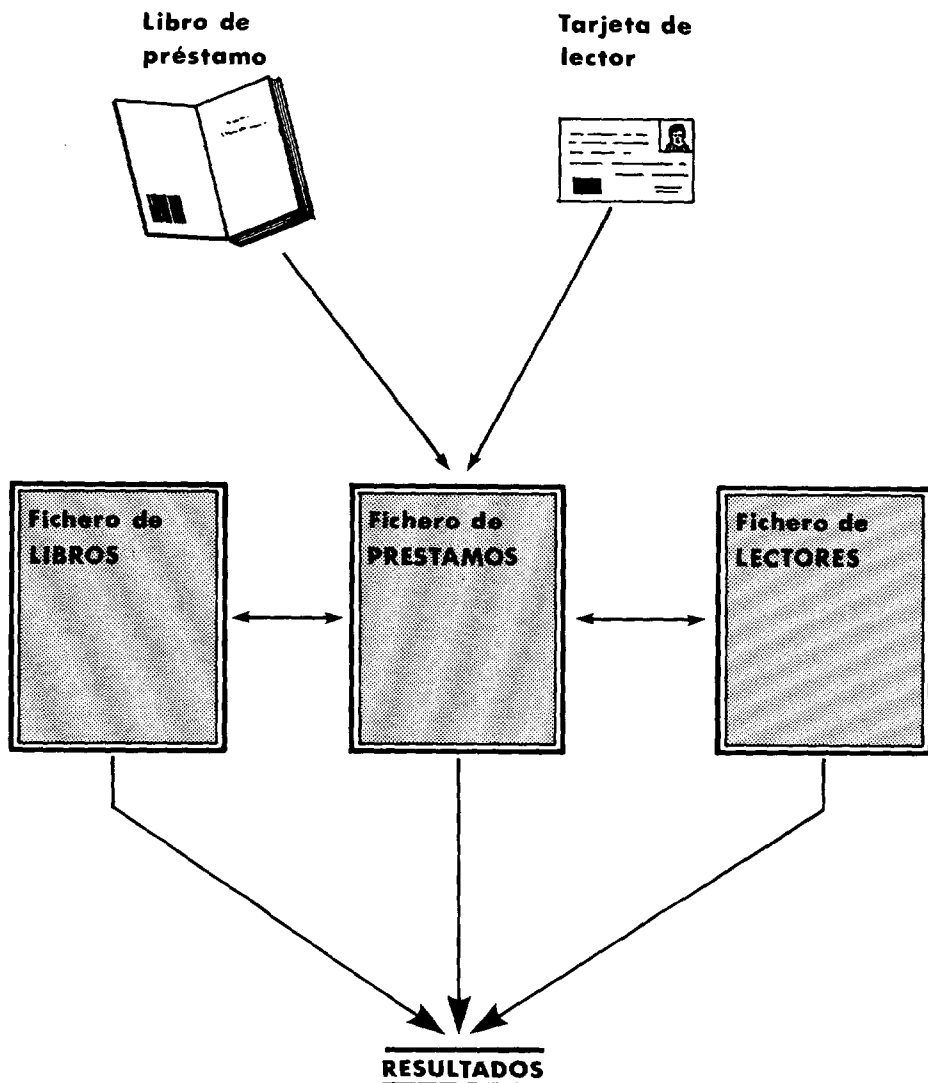 Libro de
préstamo
Tarjeta de
lector
Fichero de
LIBROS
Fichero de
PRESTAMOS
Fichero de
LECTORES
RESULTADOS